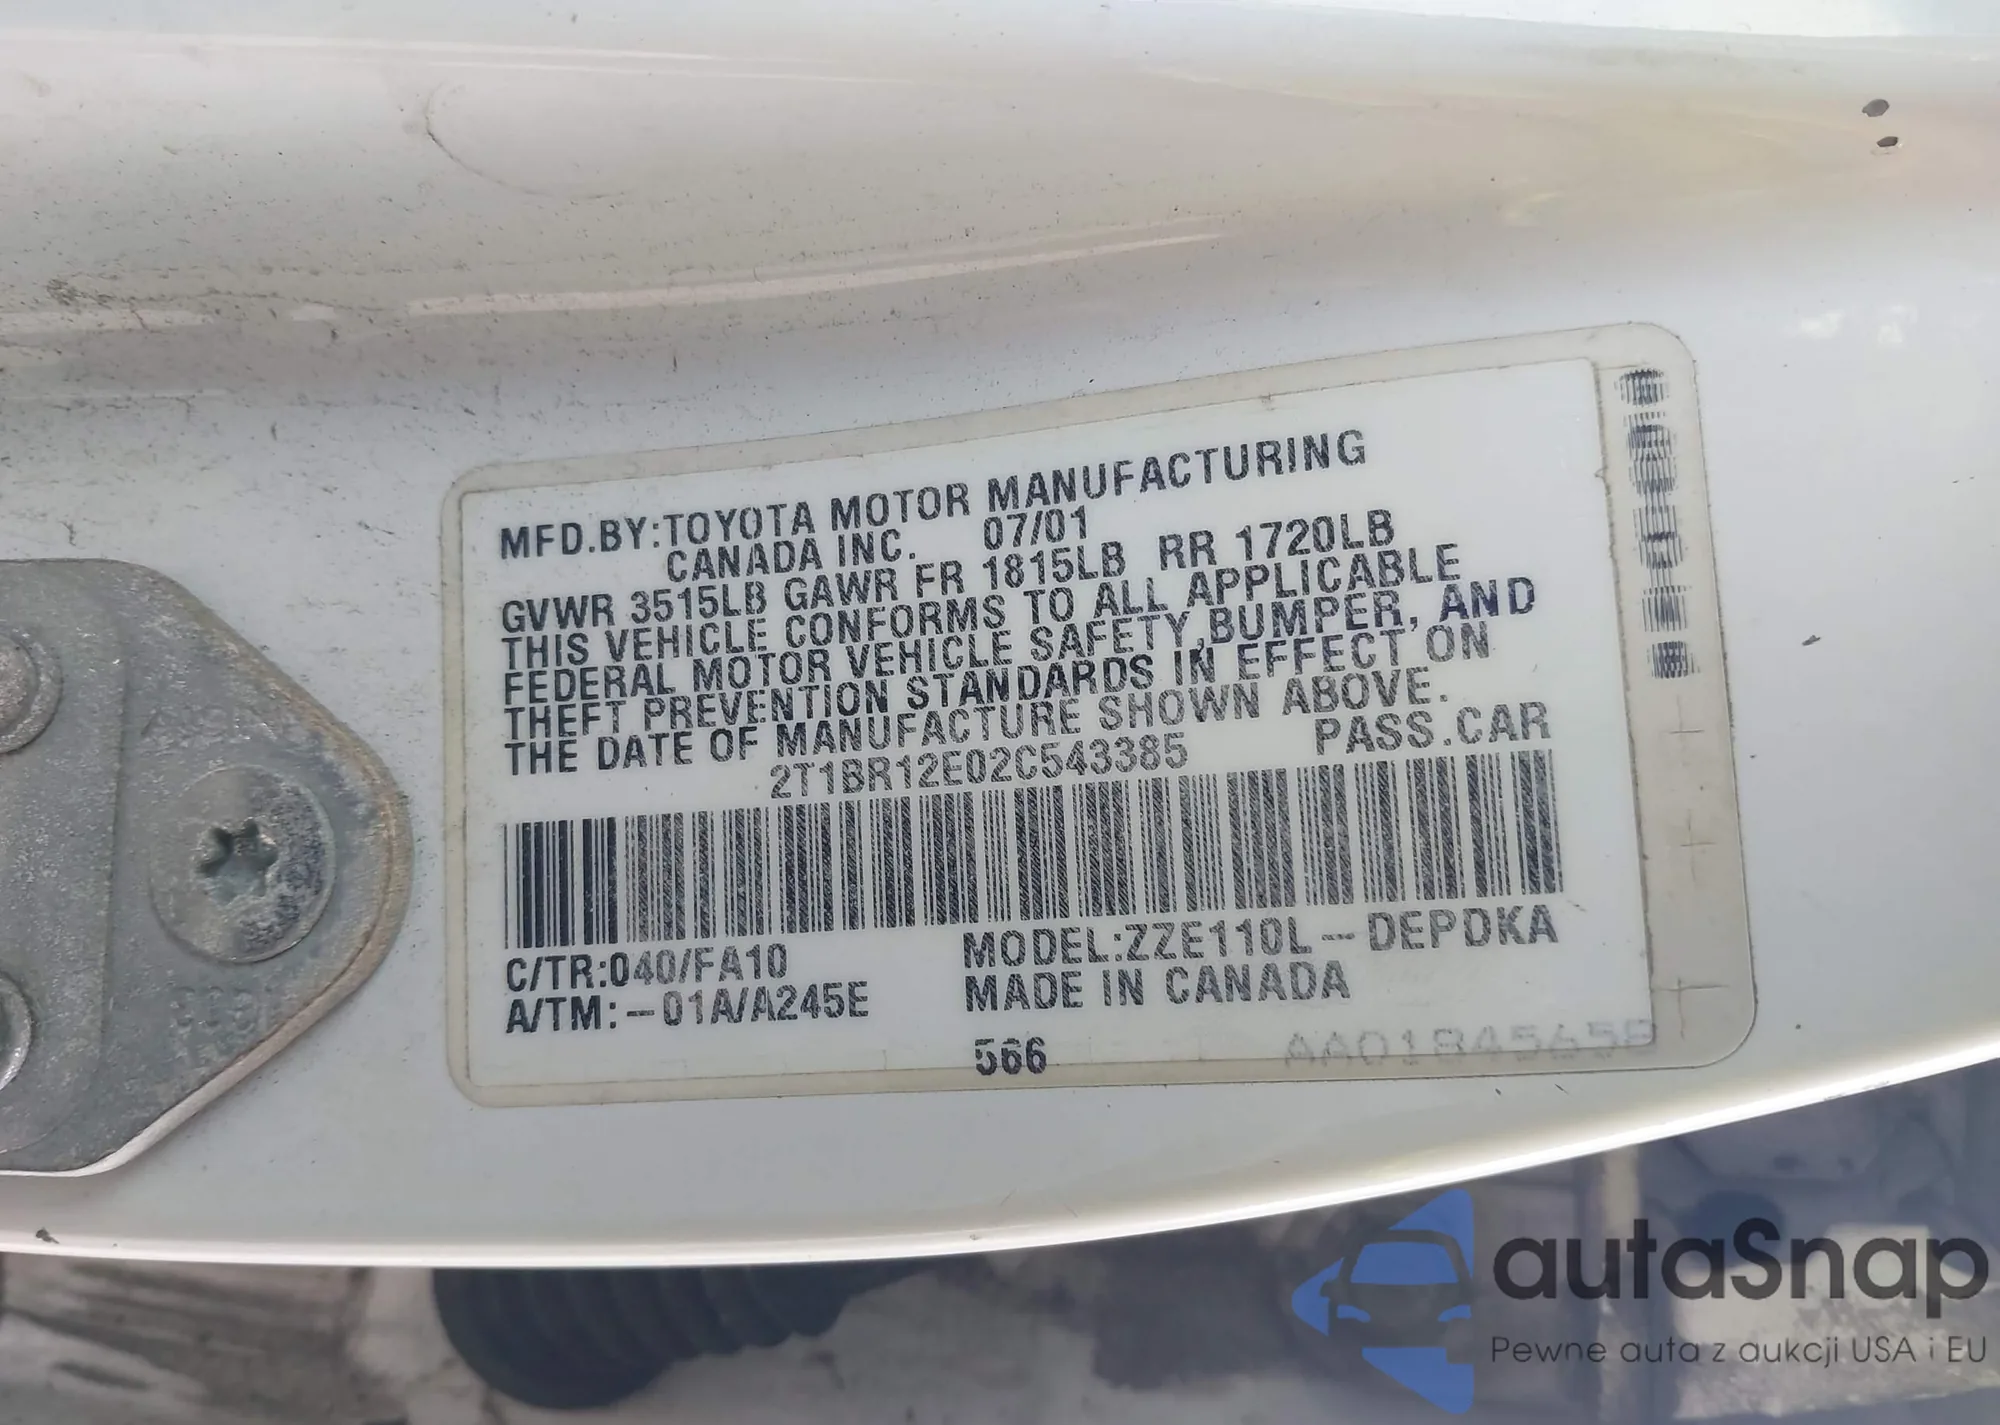 MFD.BY:TOYOTA MOTOR MANUFACTURING
CANADA INC. 07/01
GVWR 3515LB GAWR FR 1815LB RR 1720LB
THIS VEHICLE CONFORMS TO ALL APPLICABLE
FEDERAL MOTOR VEHICLE SAFETY,BUMPER, AND
THEFT PREVENTION STANDARDS IN EFFECT ON
THE DATE OF MANUFACTURE SHOWN ABOVE.
2T1BR12E02C543385 PASS.CAR
C/TR:040/FA10 MODEL:ZZE110L-DEPDKA
A/TM:-01A/A245E MADE IN CANADA
566
autaSnap
Pewne auta z aukcji USA i EU